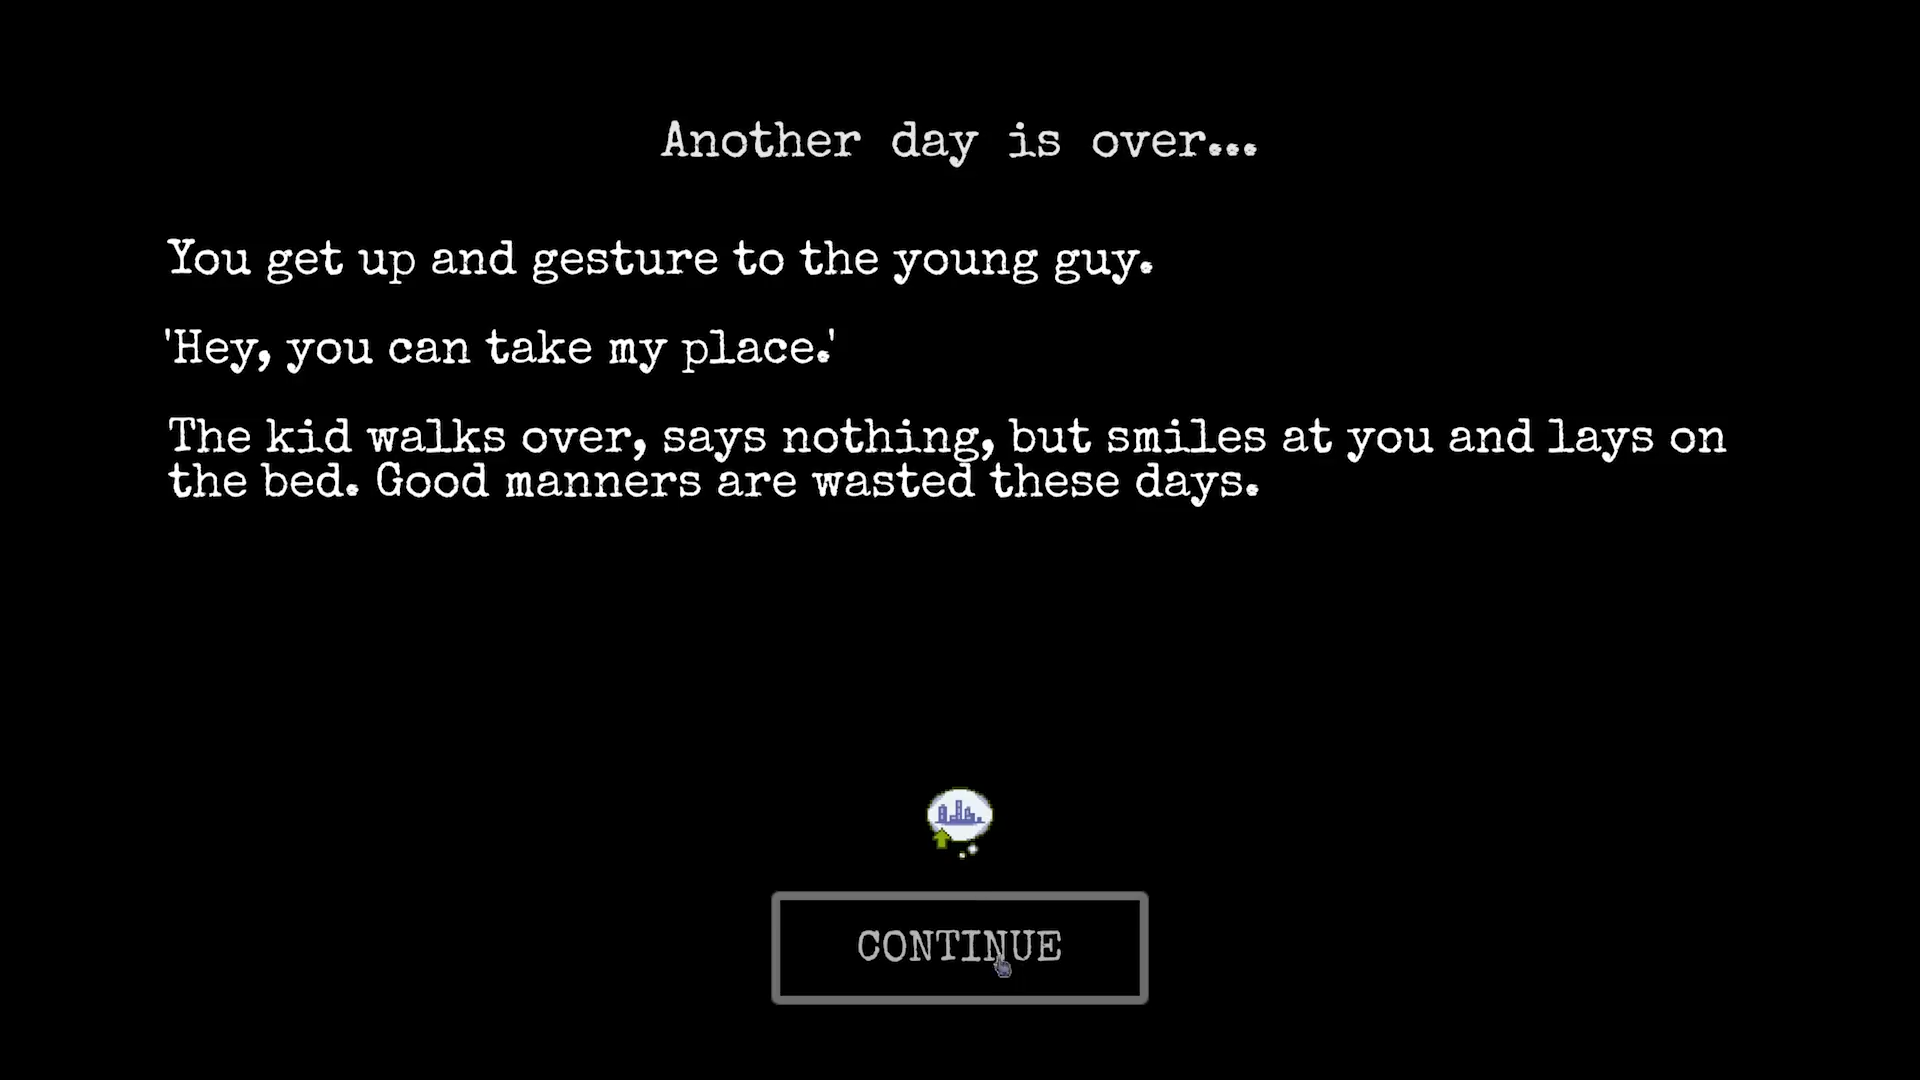 Another day is over...
You get up and gesture to the young guy.
'Hey, you can take my place.'
The kid walks over, says nothing, but smiles at you and lays on
the bed. Good manners are wasted these days.
CONTINUE